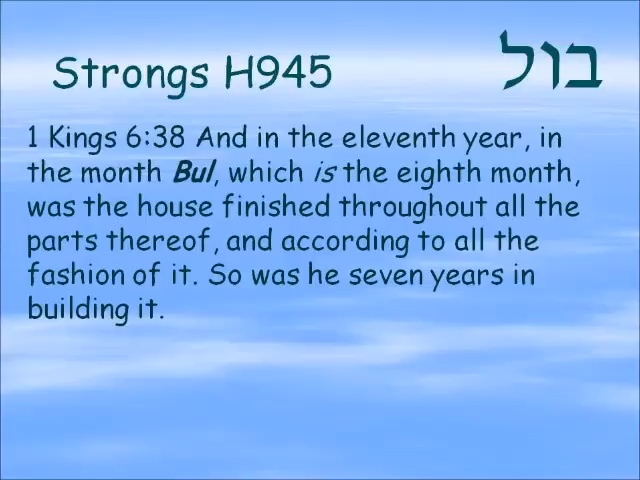 Strongs H945 בול
1 Kings 6:38 And in the eleventh year, in
the month Bul, which is the eighth month,
was the house finished throughout all the
parts thereof, and according to all the
fashion of it. So was he seven years in
building it.